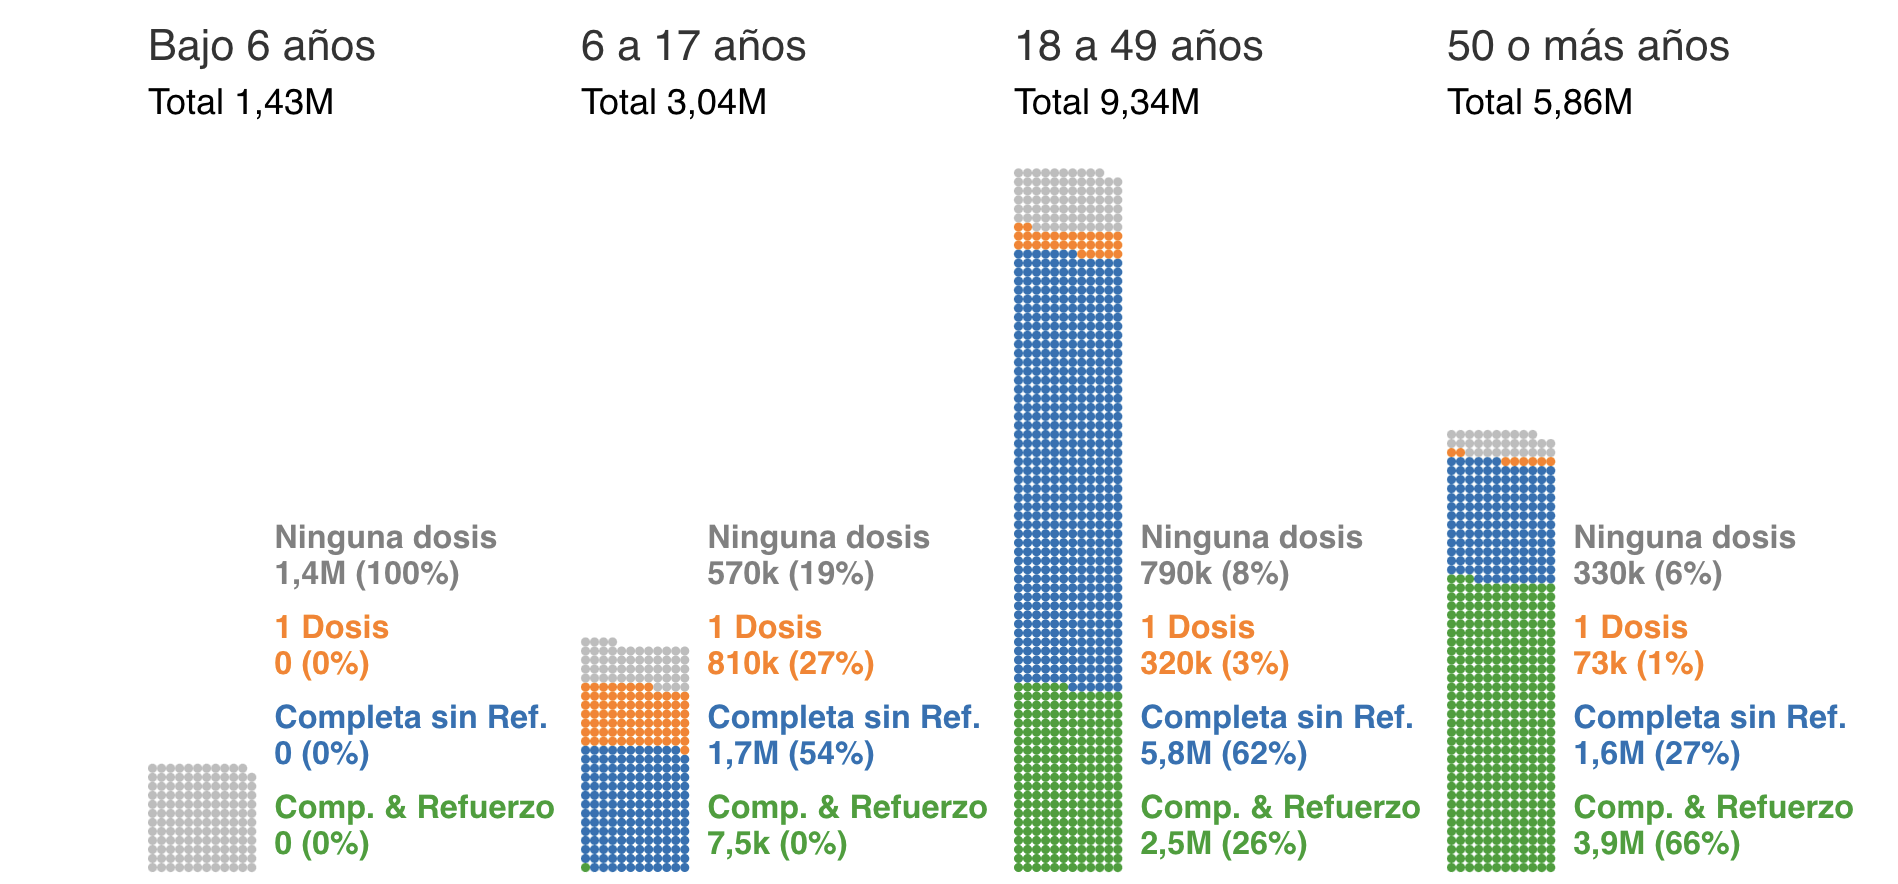 Bajo 6 años
Total 1,43M
Ninguna dosis
1,4M (100%)
1 Dosis
0 (0%)
Completa sin Ref.
0 (0%)
Comp. & Refuerzo
0 (0%)
6 a 17 años
Total 3,04M
Ninguna dosis
570k (19%)
1 Dosis
810k (27%)
Completa sin Ref.
1,7M (54%)
Comp. & Refuerzo
7,5k (0%)
18 a 49 años
Total 9,34M
Ninguna dosis
790k (8%)
1 Dosis
320k (3%)
Completa sin Ref.
5,8M (62%)
Comp. & Refuerzo
2,5M (26%)
50 o más años
Total 5,86M
Ninguna dosis
330k (6%)
1 Dosis
73k (1%)
Completa sin Ref.
1,6M (27%)
Comp. & Refuerzo
3,9M (66%)